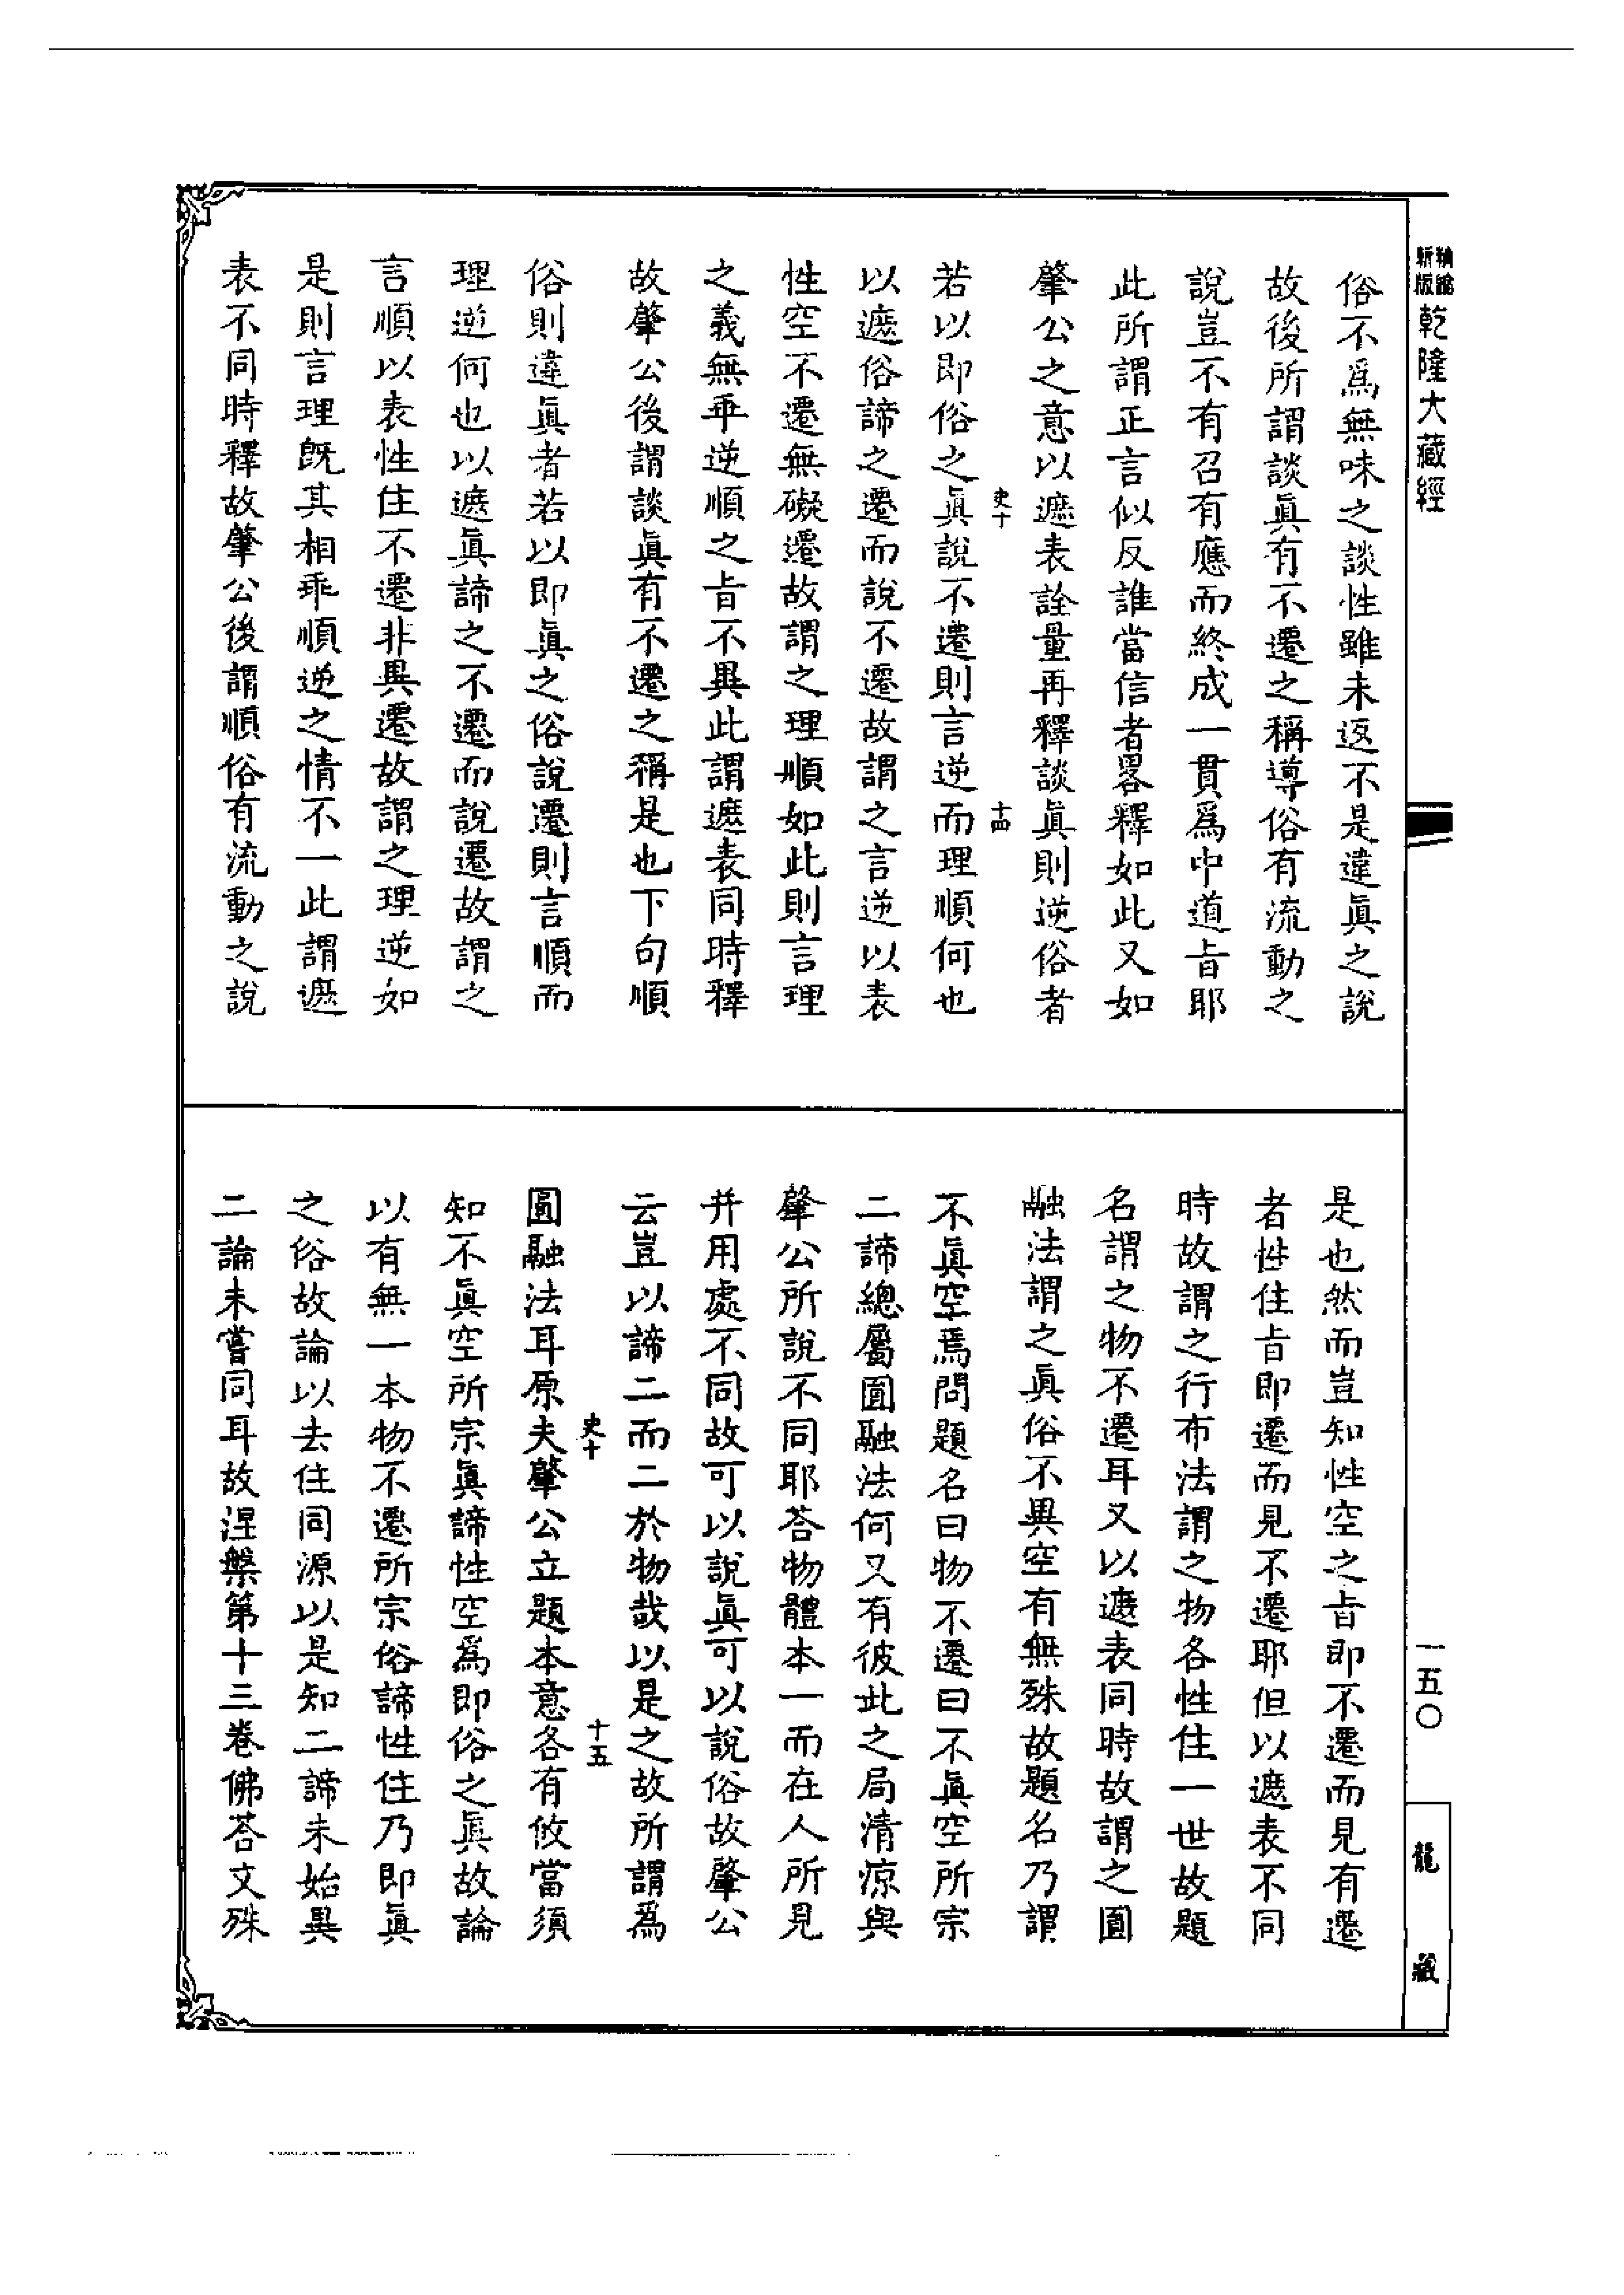 新版乾隆大藏經
俗不爲無味之談性雖未返不是違眞之說
故後所謂談眞有不遷之稱導俗有流動之
說豈不有召有應而終成一貫爲中道旨耶
此所謂正言似反誰當信者畧釋如此又如
肇公之意以遮表詮量再釋談眞則逆俗者
史十 十四
若以即俗之眞說不遷則言逆而理順何也
以遮俗諦之遷而說不遷故謂之言逆以表
性空不遷無礙遷故謂之理順如此則言理
之義無乖逆順之旨不異此謂遮表同時釋
故肇公後謂談眞有不遷之稱是也下句順
俗則違眞者若以即眞之俗說遷則言順而
理逆何也以遮眞諦之不遷而說遷故謂之
言順以表性住不遷非異遷故謂之理逆如
是則言理旣其相乖順逆之情不一此謂遮
表不同時釋故肇公後謂順俗有流動之說
是也然而豈知性空之旨即不遷而見有遷
者性住旨即遷而見不遷耶但以遮表不同
時故謂之行布法謂之物各性住一世故題
名謂之物不遷耳又以遮表同時故謂之圓
融法謂之眞俗不異空有無殊故題名乃謂
不眞空焉問題名曰物不遷曰不眞空所宗
二諦總屬圓融法何又有彼此之局清凉與
肇公所說不同耶荅物體本一而在人所見
并用處不同故可以說眞可以說俗故肇公
云豈以諦二而二於物哉以是之故所謂爲
史十 十五
圓融法耳原夫肇公立題本意各有攸當須
知不眞空所宗眞諦性空爲即俗之眞故論
以有無一本物不遷所宗俗諦性住乃即眞
之俗故論以去住同源以是知二諦未始異
二論未嘗同耳故涅槃第十三卷佛荅文殊
一五〇
龍藏